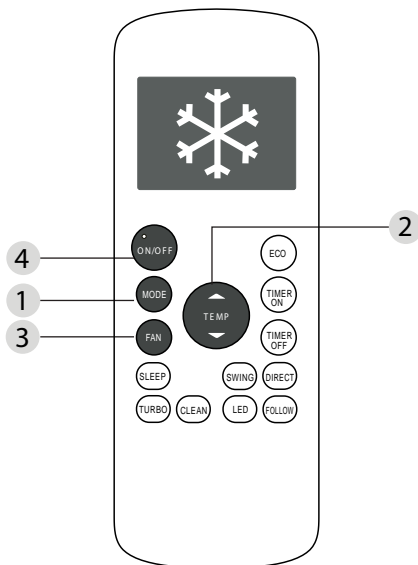 2
ON/OFF
4
ECO
1
MODE
TIMER
ON
TEMP
3
FAN
TIMER
OFF
SLEEP
SWING
DIRECT
TURBO
CLEAN
LED
FOLLOW